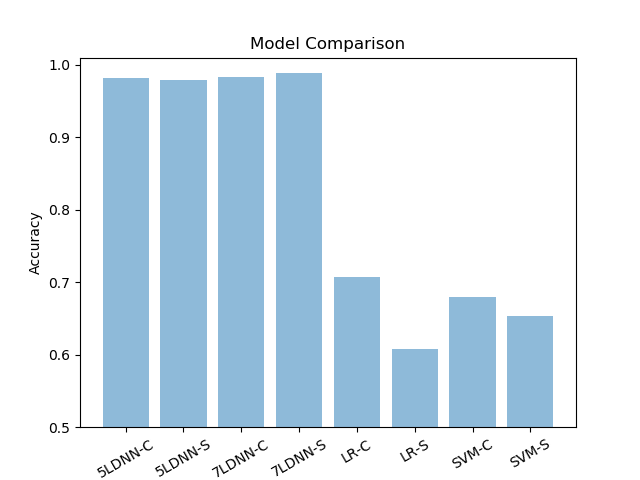 Model Comparison
Accuracy
1.0
0.9
0.8
0.7
0.6
0.5
5LDNN-C
5LDNN-S
7LDNN-C
7LDNN-S
LR-C
LR-S
SVM-C
SVM-S